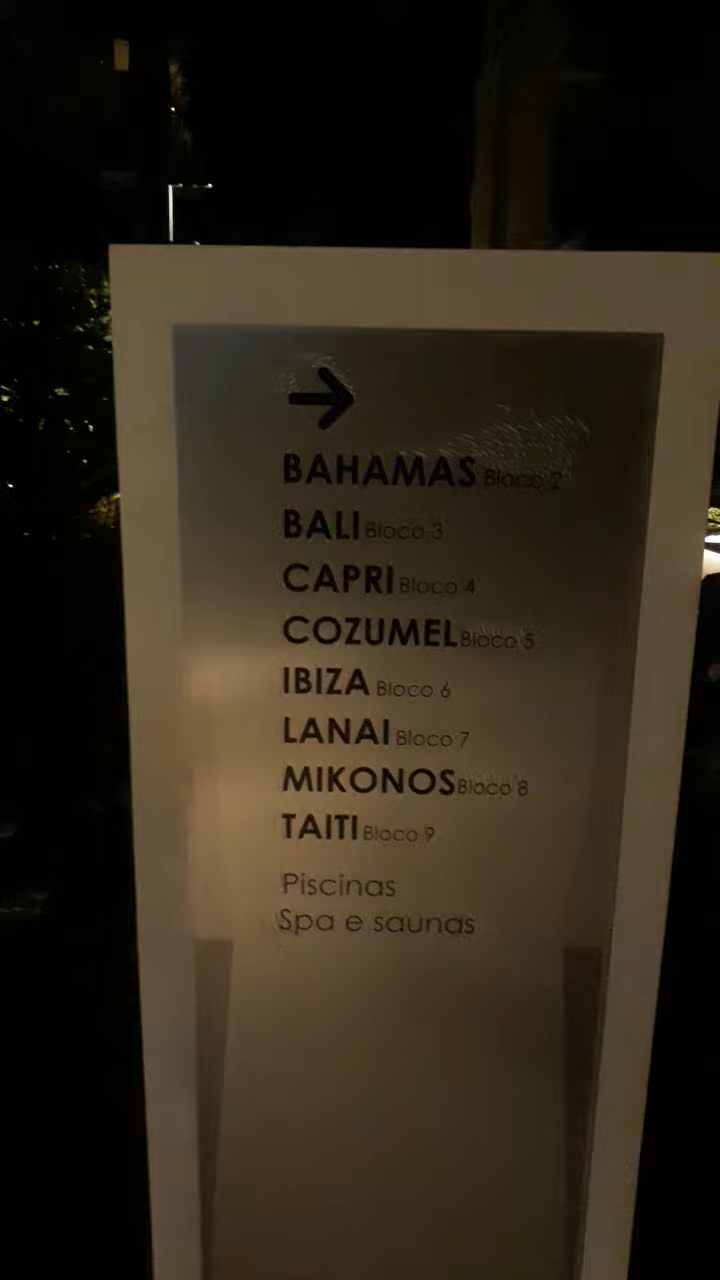 →
BAHAMAS Bloco 2
BALI Bloco 3
CAPRI Bloco 4
COZUMEL Bloco 5
IBIZA Bloco 6
LANAI Bloco 7
MIKONOS Bloco 8
TAITI Bloco 9
Piscinas
Spa e saunas